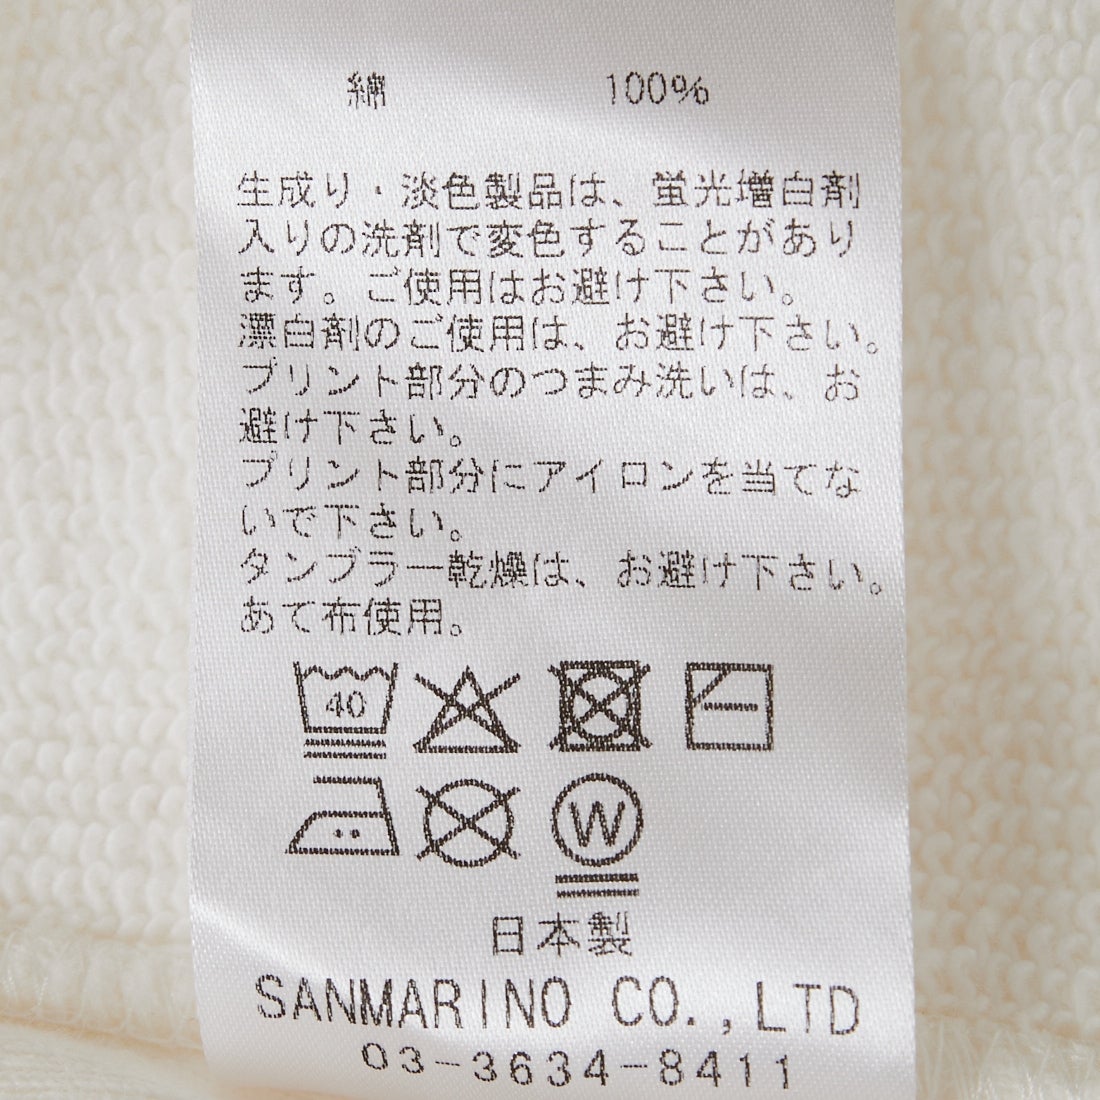 綿 100%
生成り・淡色製品は、蛍光増白剤
入りの洗剤で変色することがあり
ます。ご使用はお避け下さい。
漂白剤のご使用は、お避け下さい。
プリント部分のつまみ洗いは、お
避け下さい。
プリント部分にアイロンを当てな
いで下さい。
タンブラー乾燥は、お避け下さい。
あて布使用。
40
W
日本製
SANMARINO CO.,LTD
03-3634-8411